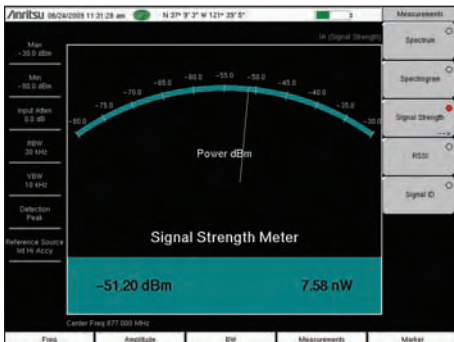 Anritsu 08/24/2005 11:31:28 am N 37° 9' 3" W 121° 39' 5"
Measurements
IA (Signal Strength)
Max
-30.0 dBm
Min
-80.0 dBm
Input Atten
0.0 dB
RBW
30 kHz
VBW
10 kHz
Detection
Peak
Reference Source
Int Hi Accy
-80.0 -75.0 -70.0 -65.0 -60.0 -55.0 -50.0 -45.0 -40.0 -35.0 -30.0
Power dBm
Signal Strength Meter
-51.20 dBm 7.58 nW
Center Freq 877.000 MHz
Spectrum
Spectrogram
Signal Strength
-->
RSSI
Signal ID
Freq Amplitude BW Measurements Marker